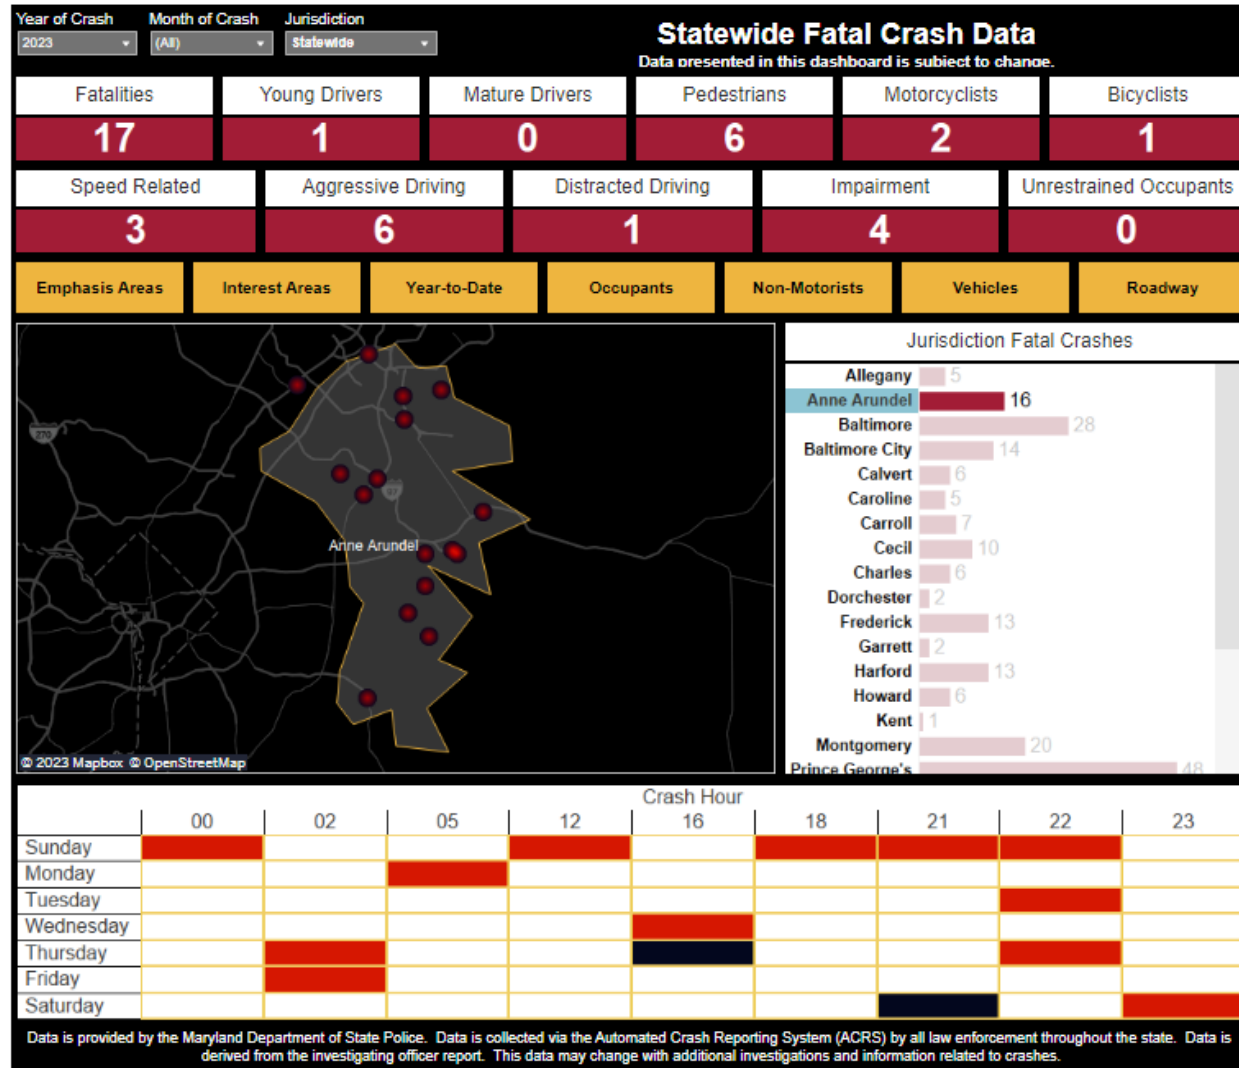 Year of Crash Month of Crash Jurisdiction
2023 (All) Statewide
Statewide Fatal Crash Data
Data presented in this dashboard is subject to change.
Fatalities Young Drivers Mature Drivers Pedestrians Motorcyclists Bicyclists
17 1 0 6 2 1
Speed Related Aggressive Driving Distracted Driving Impairment Unrestrained Occupants
3 6 1 4 0
Emphasis Areas Interest Areas Year-to-Date Occupants Non-Motorists Vehicles Roadway
270
97
Anne Arundel
© 2023 Mapbox © OpenStreetMap
Jurisdiction Fatal Crashes
Allegany 5
Anne Arundel 16
Baltimore 28
Baltimore City 14
Calvert 6
Caroline 5
Carroll 7
Cecil 10
Charles 6
Dorchester 2
Frederick 13
Garrett 2
Harford 13
Howard 6
Kent 1
Montgomery 20
Prince George's 48
Crash Hour
00 02 05 12 16 18 21 22 23
Sunday
Monday
Tuesday
Wednesday
Thursday
Friday
Saturday
Data is provided by the Maryland Department of State Police. Data is collected via the Automated Crash Reporting System (ACRS) by all law enforcement throughout the state. Data is
derived from the investigating officer report. This data may change with additional investigations and information related to crashes.